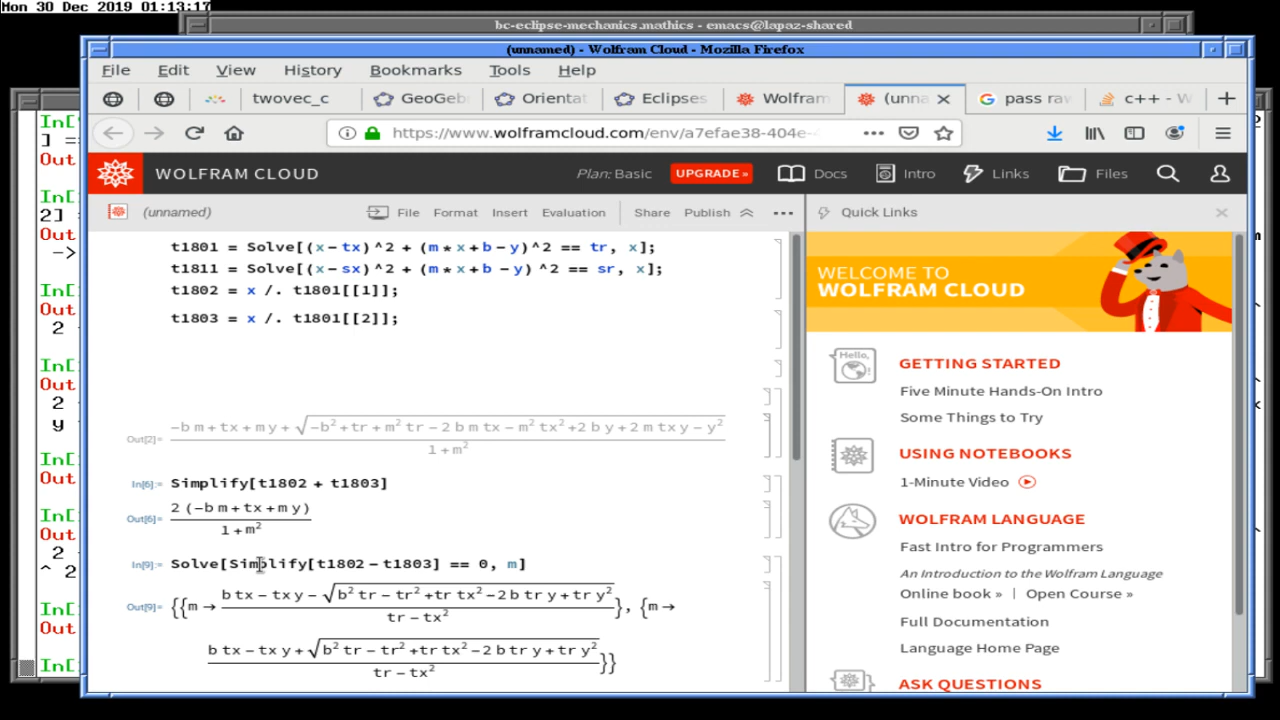 Mon 30 Dec 2019 01:13:17
bc-eclipse-mechanics.mathics - emacs@lapaz-shared
(unnamed) - Wolfram Cloud - Mozilla Firefox
File Edit View History Bookmarks Tools Help
twovec_c GeoGeb Orientat Eclipses Wolfram (unna pass ra c++ - W
https://www.wolframcloud.com/env/a7efae38-404e-
WOLFRAM CLOUD Plan: Basic UPGRADE » Docs Intro Links Files
(unnamed) File Format Insert Evaluation Share Publish Quick Links
t1801 = Solve[(x-tx)^2 + (m*x+b-y)^2 == tr, x];
t1811 = Solve[(x-sx)^2 + (m*x+b-y)^2 == sr, x];
t1802 = x /. t1801[[1]];
t1803 = x /. t1801[[2]];
Out[2]= (-b m + tx + m y + √(-b² + tr + m² tr - 2 b m tx - m² tx² + 2 b y + 2 m tx y - y²)) / (1 + m²)
In[6]:= Simplify[t1802 + t1803]
Out[6]= 2 (-b m + tx + m y) / (1 + m²)
In[9]:= Solve[Simplify[t1802 - t1803] == 0, m]
Out[9]= {{m → (b tx - tx y - √(b² tr - tr² + tr tx² - 2 b tr y + tr y²)) / (tr - tx²)}, {m →
(b tx - tx y + √(b² tr - tr² + tr tx² - 2 b tr y + tr y²)) / (tr - tx²)}}
WELCOME TO
WOLFRAM CLOUD
Hello,
GETTING STARTED
Five Minute Hands-On Intro
Some Things to Try
USING NOTEBOOKS
1-Minute Video
WOLFRAM LANGUAGE
Fast Intro for Programmers
An Introduction to the Wolfram Language
Online book » | Open Course »
Full Documentation
Language Home Page
ASK QUESTIONS
In[
] =
Out
In[
2] =
Out
->
In[
Out
2
In[
Out
2
y
In[
Out
In[
Out
2
^ 2
In[
Out
In[